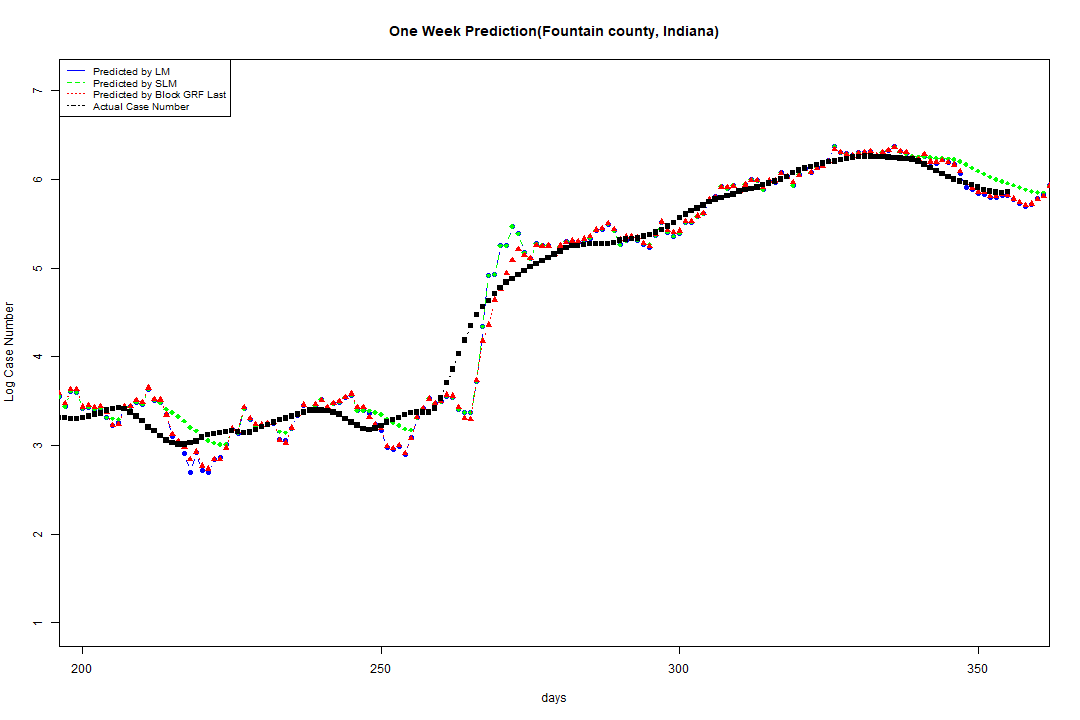 One Week Prediction(Fountain county, Indiana)
Predicted by LM
Predicted by SLM
Predicted by Block GRF Last
Actual Case Number
7
6
5
4
3
2
1
Log Case Number
200
250
300
350
days